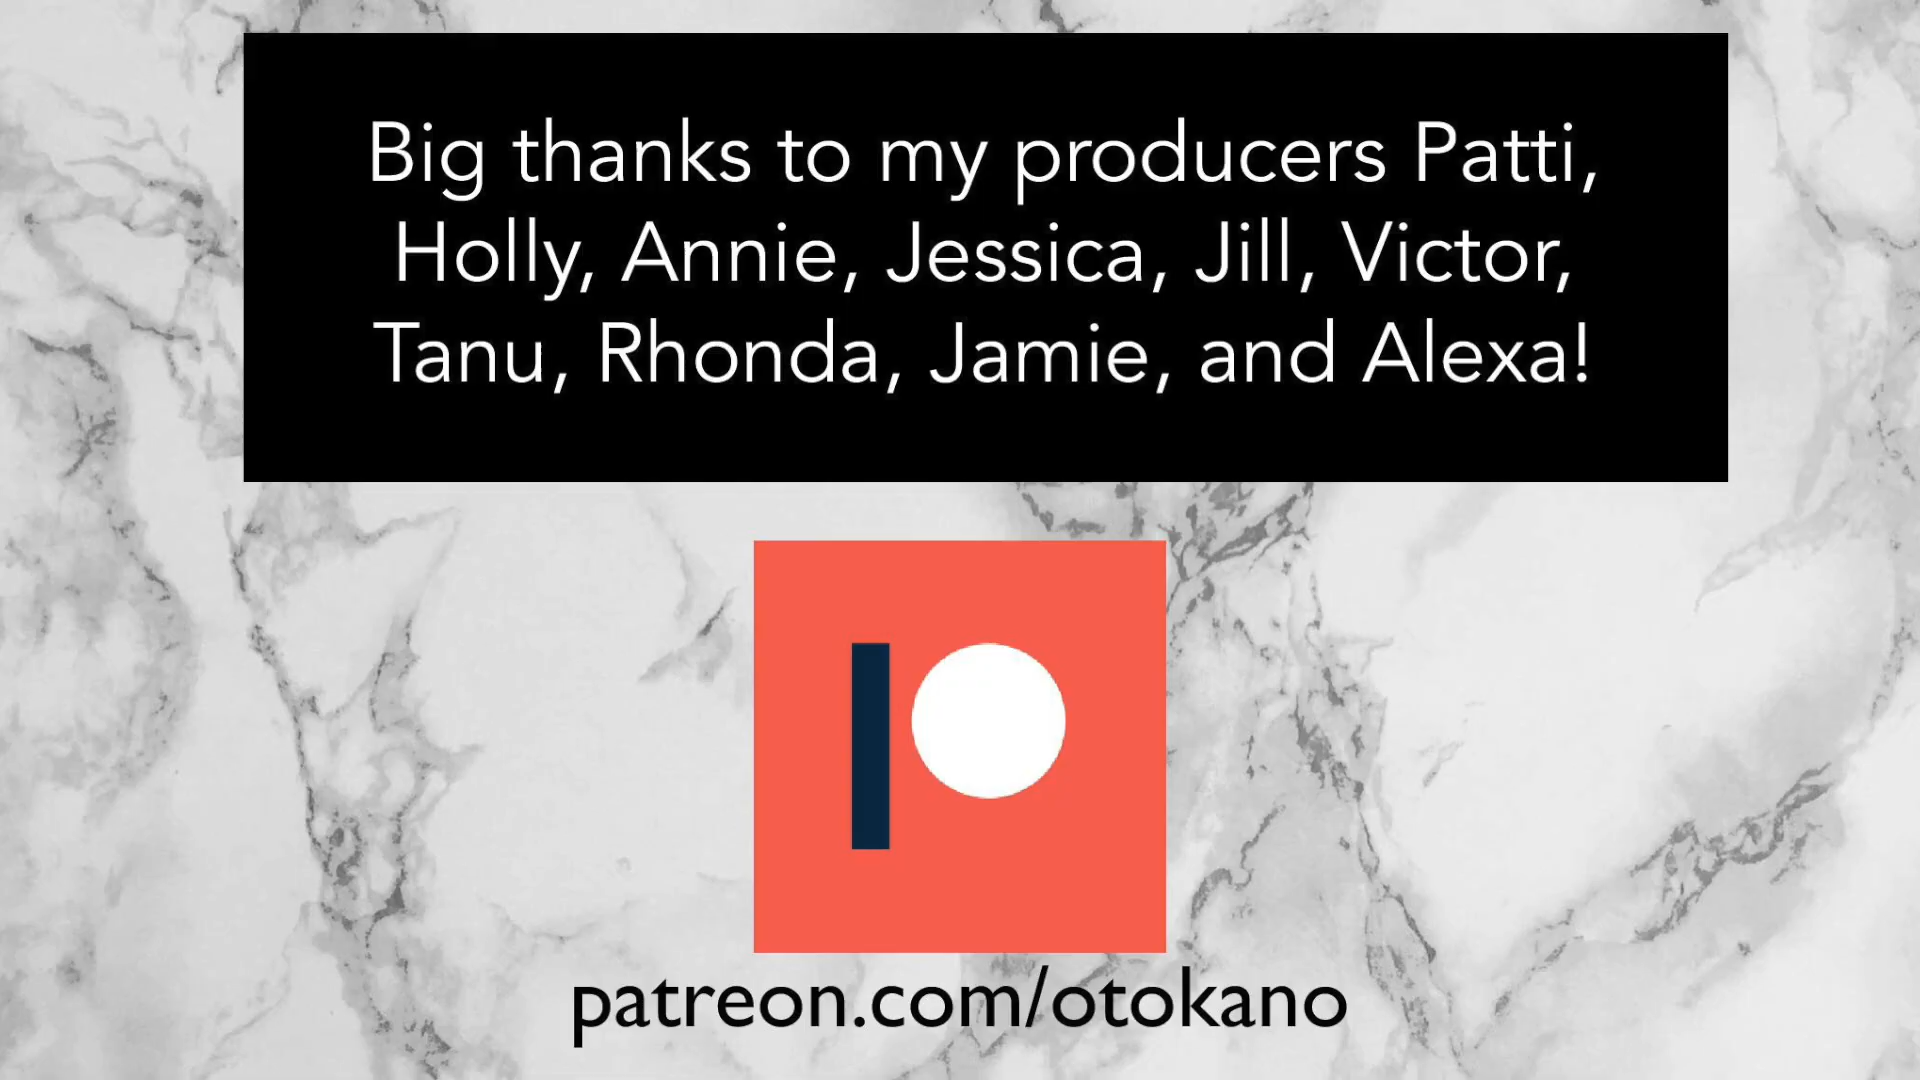 Big thanks to my producers Patti,
Holly, Annie, Jessica, Jill, Victor,
Tanu, Rhonda, Jamie, and Alexa!
patreon.com/otokano